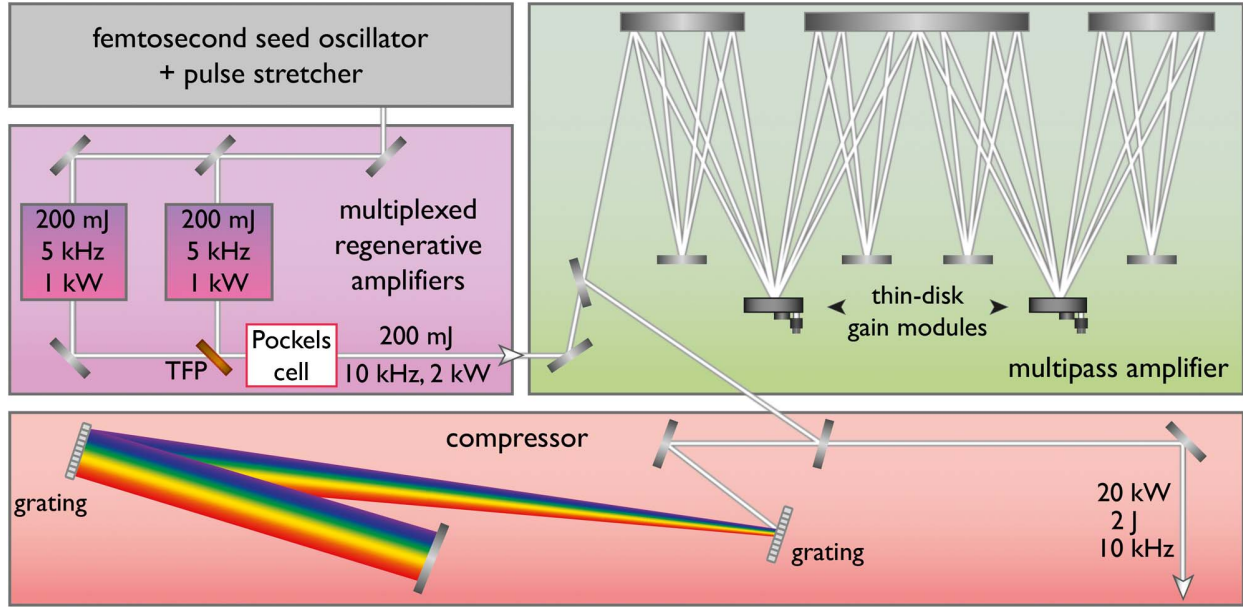 femtosecond seed oscillator
+ pulse stretcher
200 mJ
5 kHz
1 kW
200 mJ
5 kHz
1 kW
multiplexed
regenerative
amplifiers
TFP
Pockels
cell
200 mJ
10 kHz, 2 kW
thin-disk
gain modules
multipass amplifier
compressor
grating
grating
20 kW
2 J
10 kHz